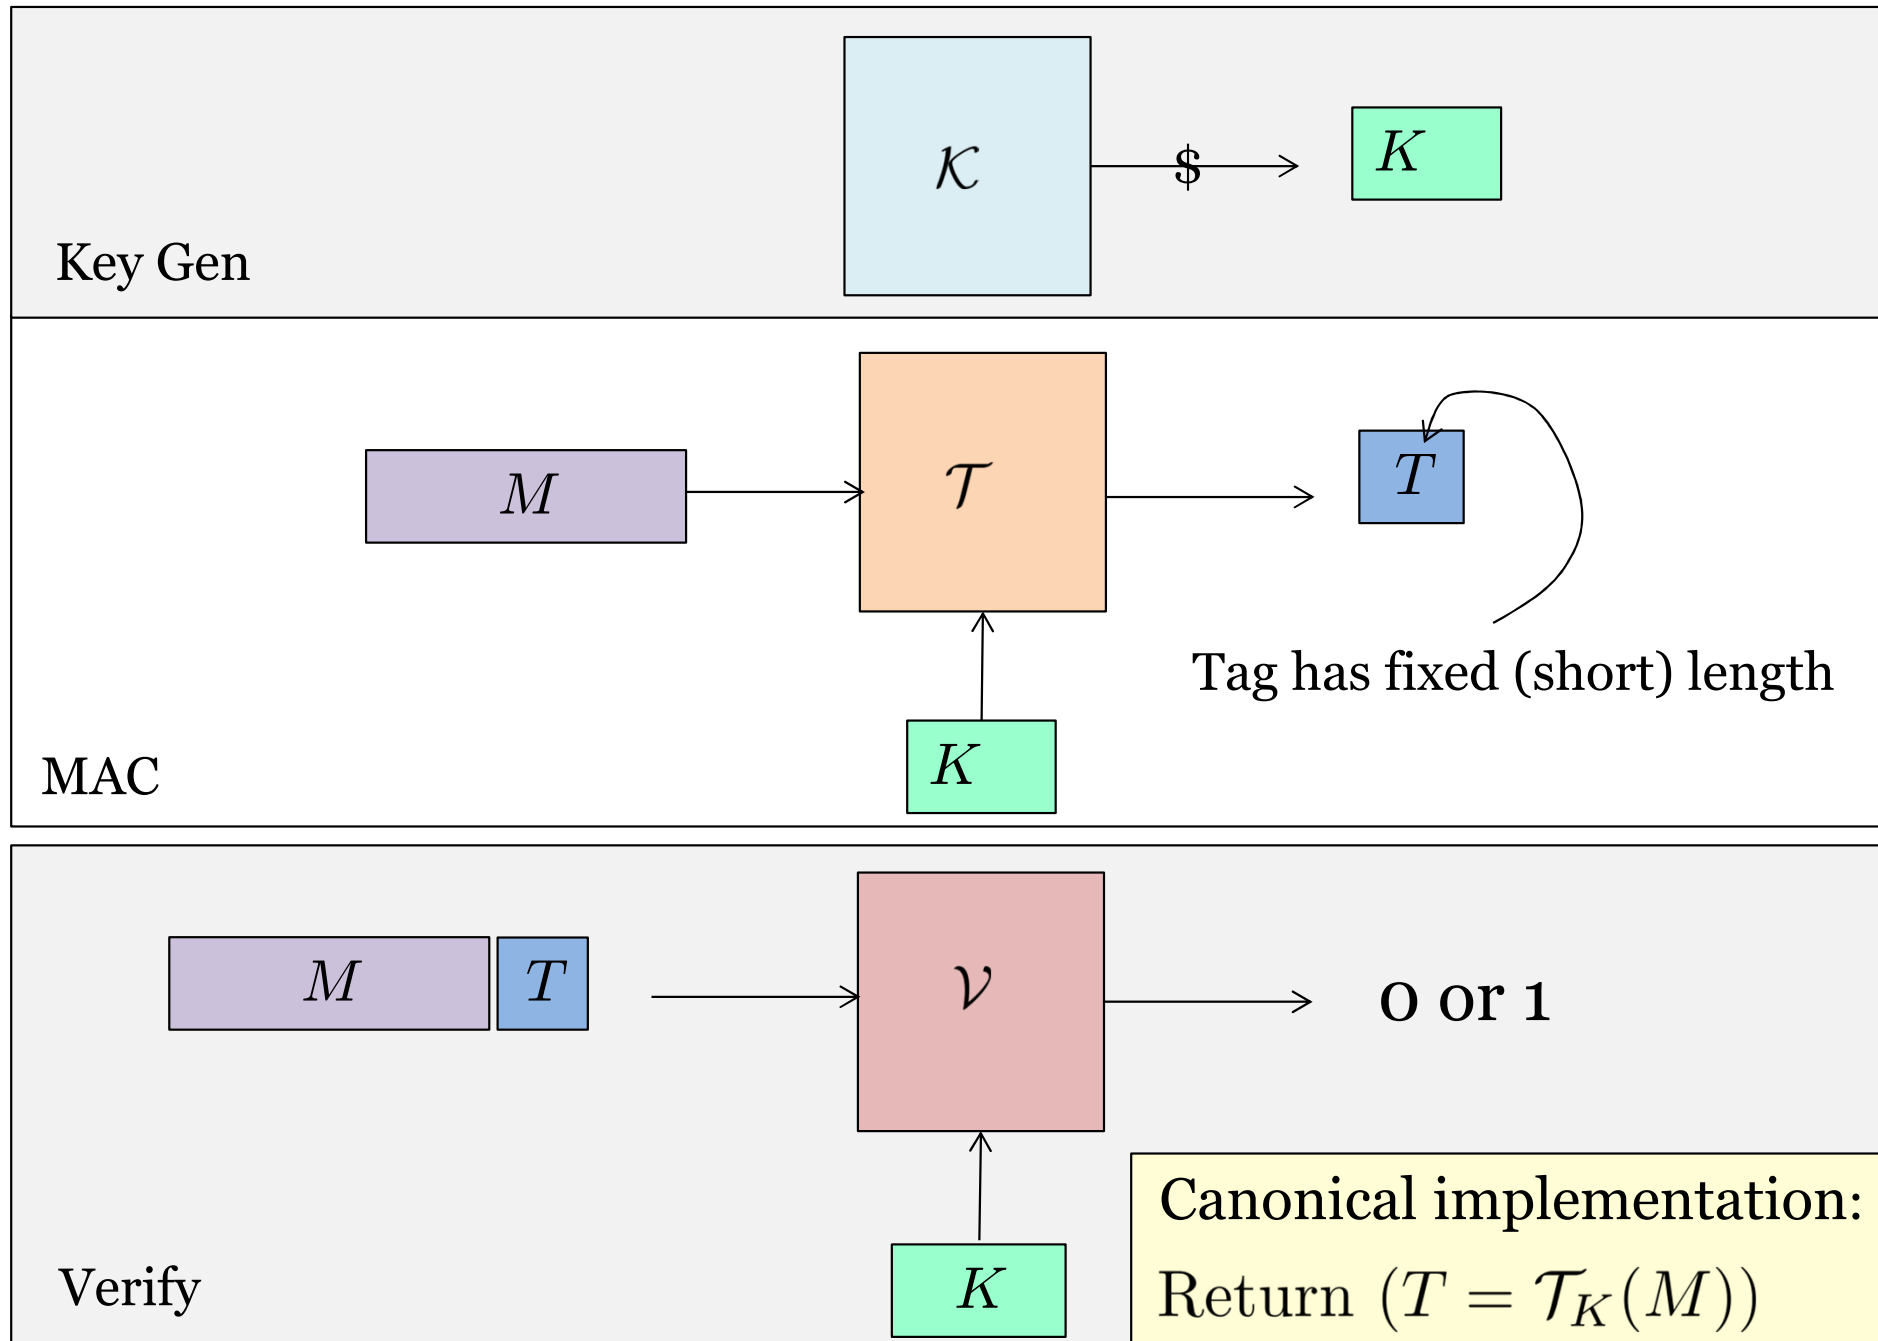 𝒦
$
K
Key Gen
M
𝒯
T
Tag has fixed (short) length
K
MAC
M
T
𝒱
0 or 1
K
Verify
Canonical implementation:
Return (T = 𝒯_K(M))